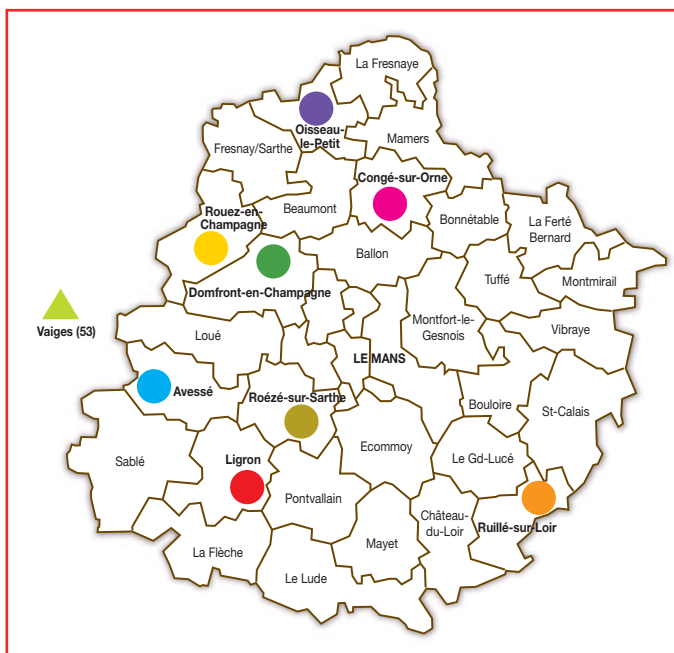 La Fresnaye
Oisseau-
le-Petit
Fresnay/Sarthe
Mamers
Congé-sur-Orne
Rouez-en-
Champagne
Beaumont
Bonnétable
La Ferté
Bernard
Ballon
Domfront-en-Champagne
Tuffé
Montmirail
Vaiges (53)
Loué
Montfort-le-
Gesnois
Vibraye
LE MANS
Avessé
Roézé-sur-Sarthe
Bouloire
St-Calais
Sablé
Ligron
Ecommoy
Le Gd-Lucé
Pontvallain
Château-
du-Loir
Ruillé-sur-Loir
La Flèche
Mayet
Le Lude